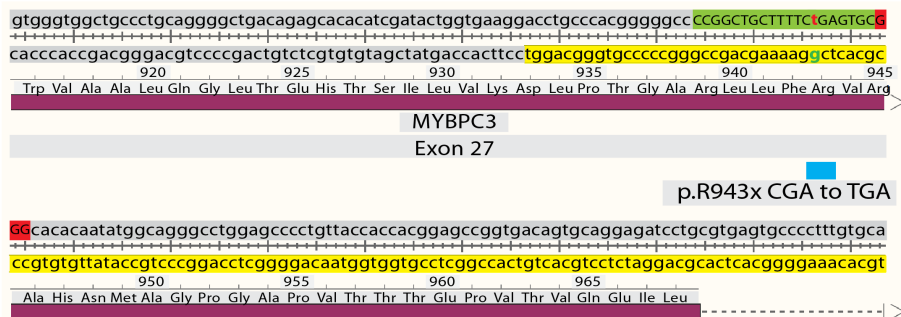 gtgggtggctgccctgcaggggctgacagagcacacatcgatactggtgaaggacctgcccacgggggccCCGGCTGCTTTTCtGAGTGCG
cacccaccgacgggacgtccccgactgtctcgtgtgtagctatgaccacttcctggacgggtgcccccgggccgacgaaaaggctcacgc
920 925 930 935 940 945
Trp Val Ala Ala Leu Gln Gly Leu Thr Glu His Thr Ser Ile Leu Val Lys Asp Leu Pro Thr Gly Ala Arg Leu Leu Phe Arg Val Arg
MYBPC3
Exon 27
p.R943x CGA to TGA
GGcacacaatatggcagggcctggagcccctgttaccaccacggagccggtgacagtgcaggagatcctgcgtgagtgcccctttgtgca
ccgtgtgttataccgtcccggacctcggggacaatggtggtgcctcggccactgtcacgtcctctaggacgcactcacggggaaacacgt
950 955 960 965
Ala His Asn Met Ala Gly Pro Gly Ala Pro Val Thr Thr Thr Glu Pro Val Thr Val Gln Glu Ile Leu